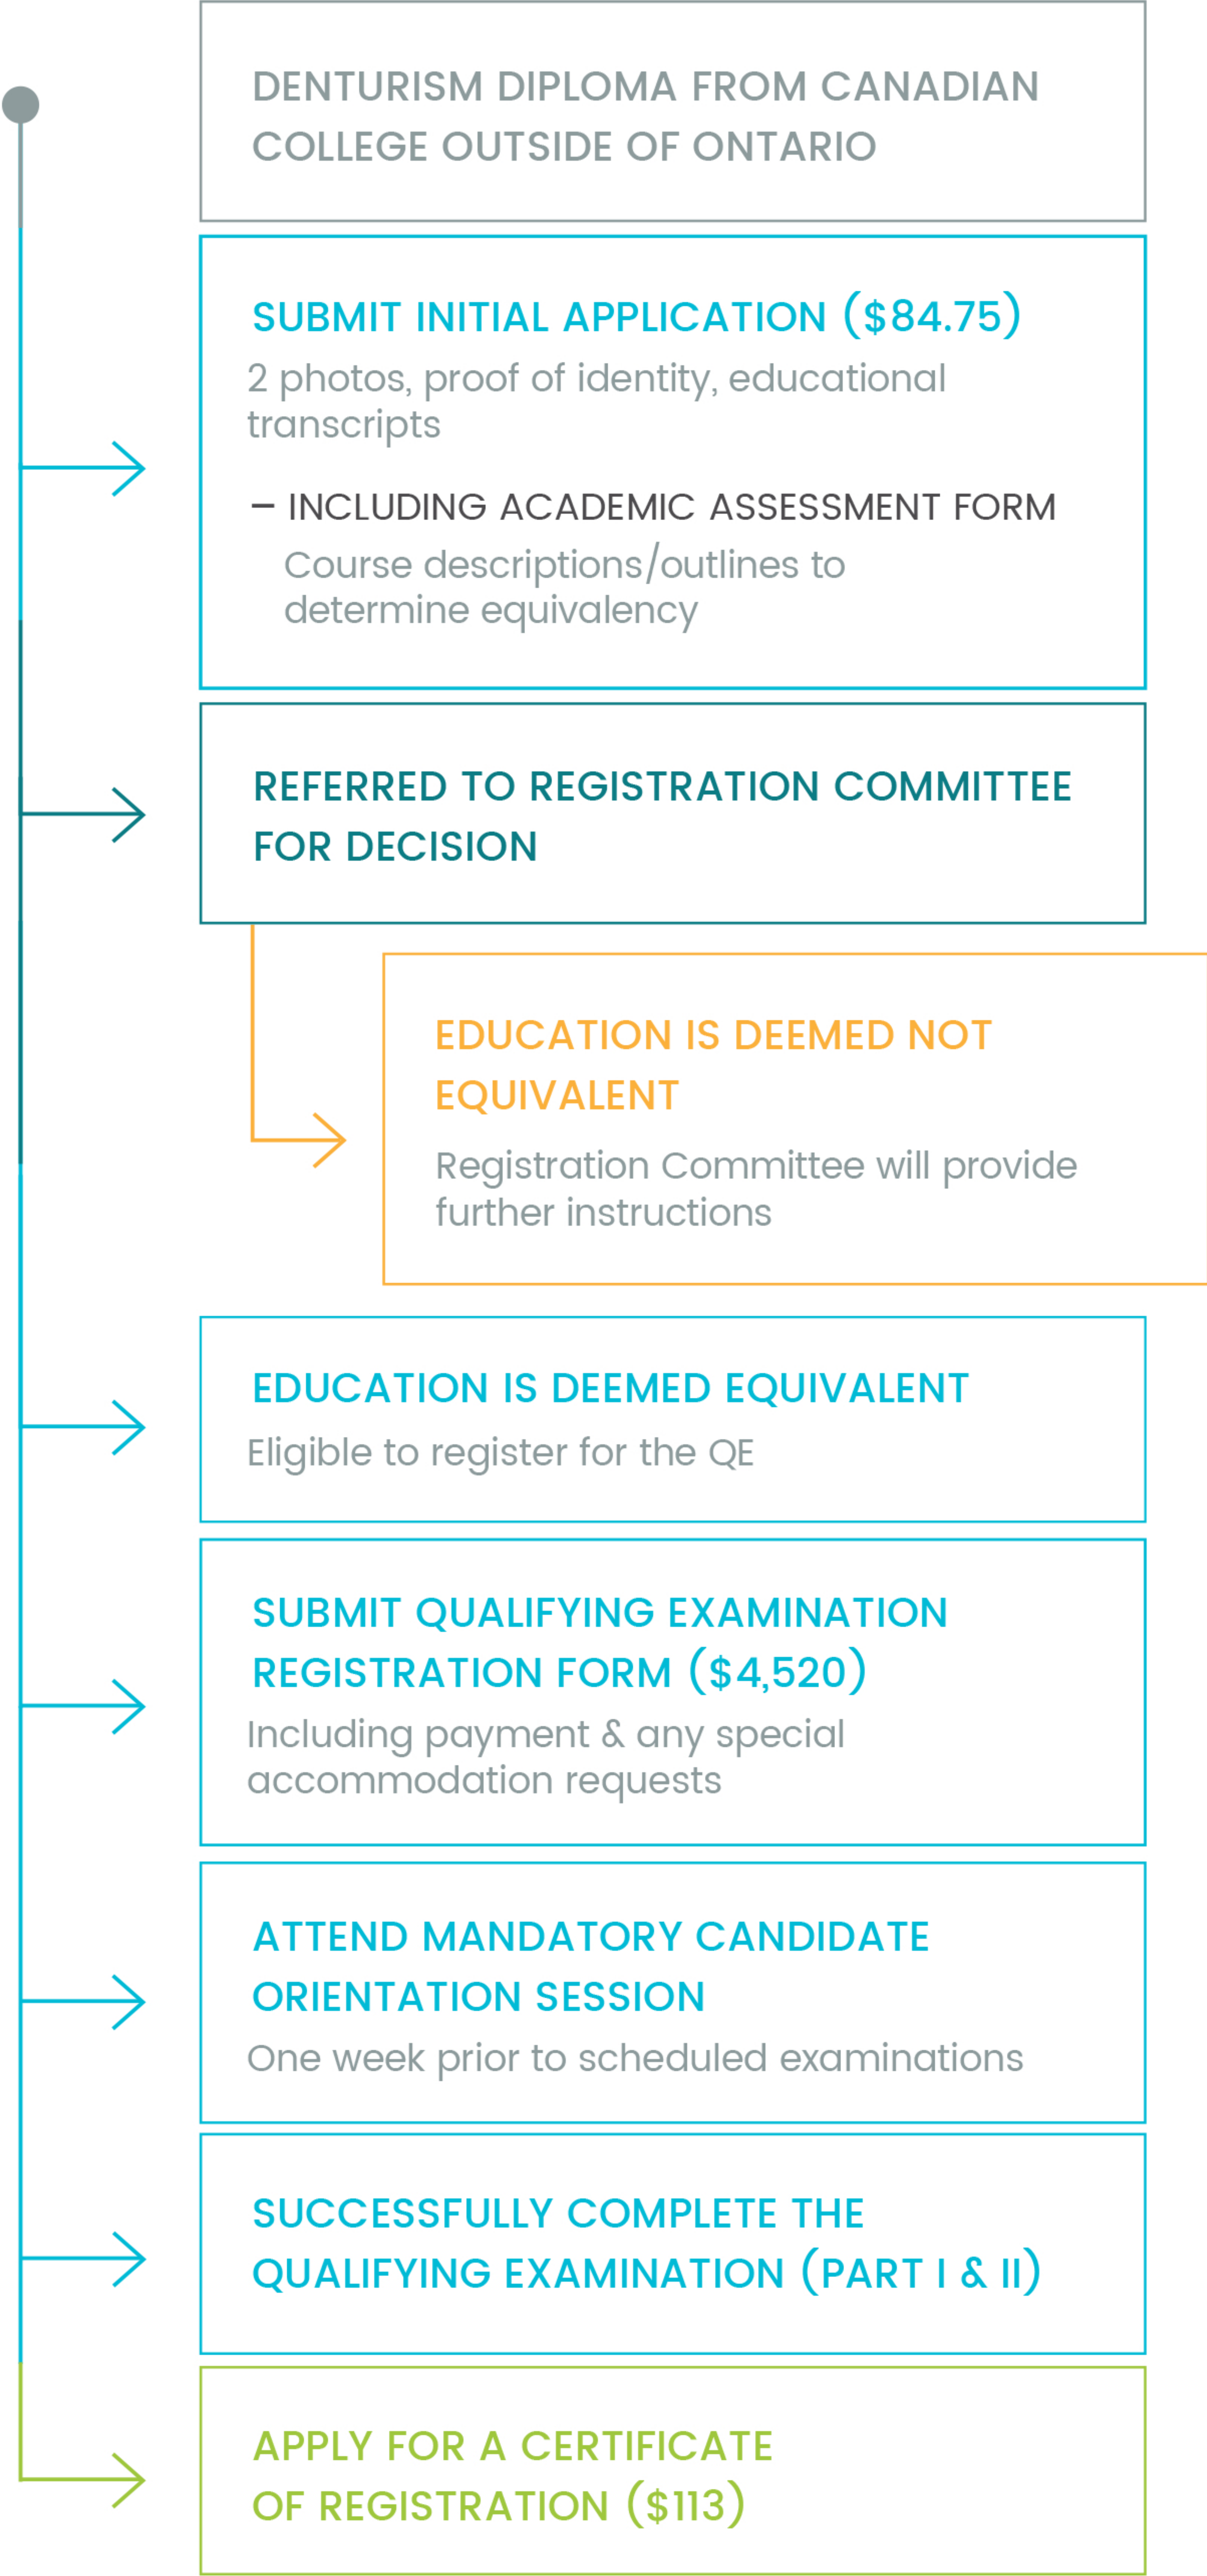 DENTURISM DIPLOMA FROM CANADIAN
COLLEGE OUTSIDE OF ONTARIO
SUBMIT INITIAL APPLICATION ($84.75)
2 photos, proof of identity, educational
transcripts
– INCLUDING ACADEMIC ASSESSMENT FORM
Course descriptions/outlines to
determine equivalency
REFERRED TO REGISTRATION COMMITTEE
FOR DECISION
EDUCATION IS DEEMED NOT
EQUIVALENT
Registration Committee will provide
further instructions
EDUCATION IS DEEMED EQUIVALENT
Eligible to register for the QE
SUBMIT QUALIFYING EXAMINATION
REGISTRATION FORM ($4,520)
Including payment & any special
accommodation requests
ATTEND MANDATORY CANDIDATE
ORIENTATION SESSION
One week prior to scheduled examinations
SUCCESSFULLY COMPLETE THE
QUALIFYING EXAMINATION (PART I & II)
APPLY FOR A CERTIFICATE
OF REGISTRATION ($113)